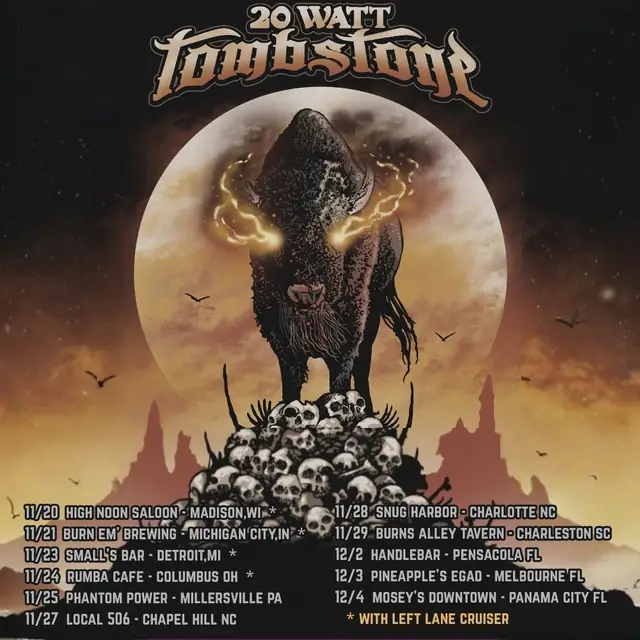 20 WATT
TOMBSTONE
11/20 HIGH NOON SALOON - MADISON,WI *
11/21 BURN EM' BREWING - MICHIGAN CITY,IN *
11/23 SMALL'S BAR - DETROIT,MI *
11/24 RUMBA CAFE - COLUMBUS OH *
11/25 PHANTOM POWER - MILLERSVILLE PA
11/27 LOCAL 506 - CHAPEL HILL NC
11/28 SNUG HARBOR - CHARLOTTE NC
11/29 BURNS ALLEY TAVERN - CHARLESTON SC
12/2 HANDLEBAR - PENSACOLA FL
12/3 PINEAPPLE'S EGAD - MELBOURNE FL
12/4 MOSEY'S DOWNTOWN - PANAMA CITY FL
* WITH LEFT LANE CRUISER